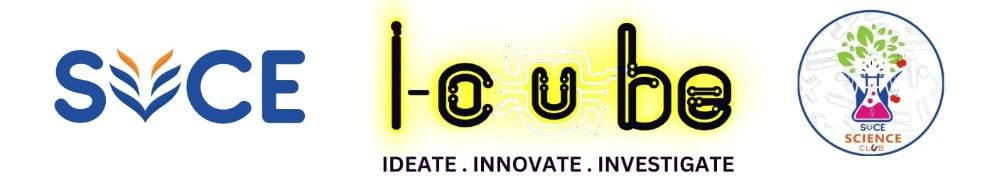 SVCE
i-cube
IDEATE . INNOVATE . INVESTIGATE
SVCE
SCIENCE
CLUB